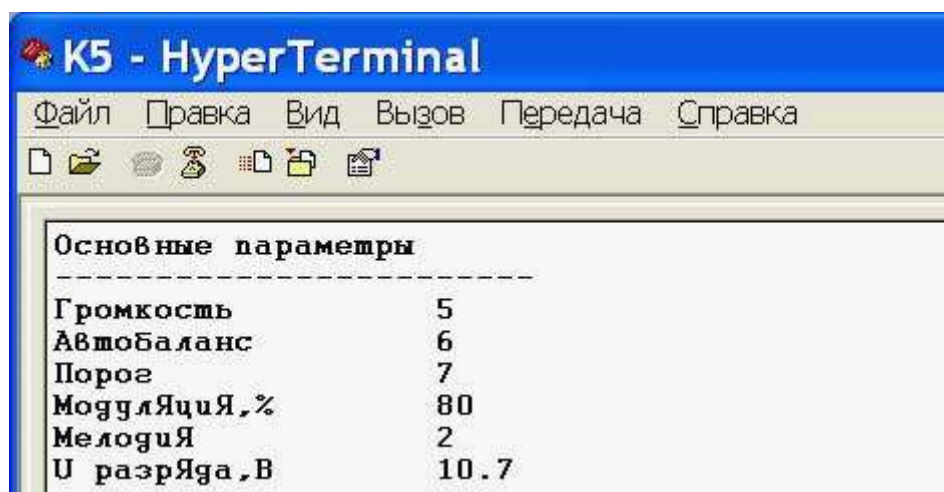 K5 - HyperTerminal
Файл Правка Вид Вызов Передача Справка
Основные параметры
------------------------
Громкость 5
Автобаланс 6
Порог 7
МодулЯциЯ,% 80
МелодиЯ 2
U разрЯда,В 10.7